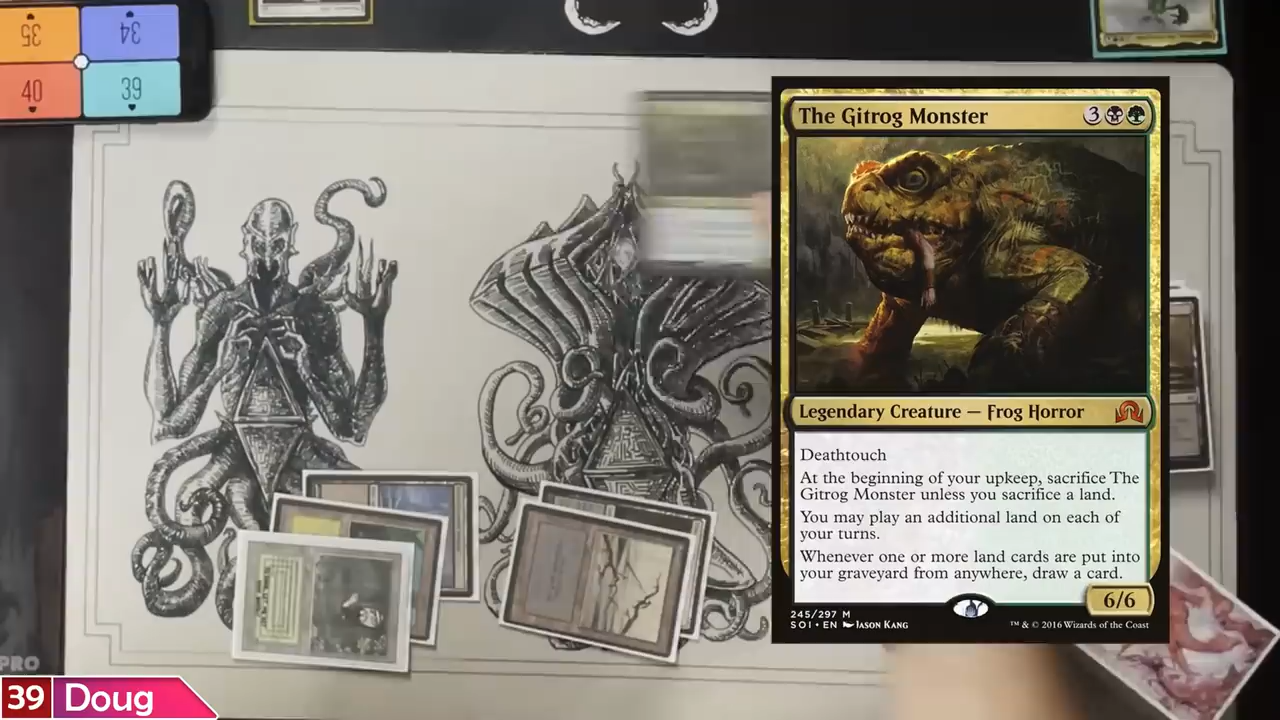 35
34
40
39
The Gitrog Monster
3
Legendary Creature — Frog Horror
Deathtouch
At the beginning of your upkeep, sacrifice The
Gitrog Monster unless you sacrifice a land.
You may play an additional land on each of
your turns.
Whenever one or more land cards are put into
your graveyard from anywhere, draw a card.
6/6
245/297 M
SOI • EN JASON KANG
™ & © 2016 Wizards of the Coast
PRO
39 Doug